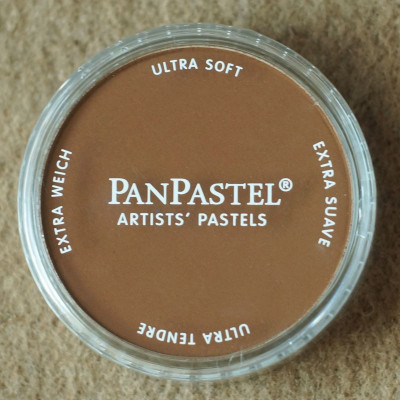 ULTRA SOFT
EXTRA WEICH
EXTRA SUAVE
PANPASTEL®
ARTISTS' PASTELS
ULTRA TENDRE